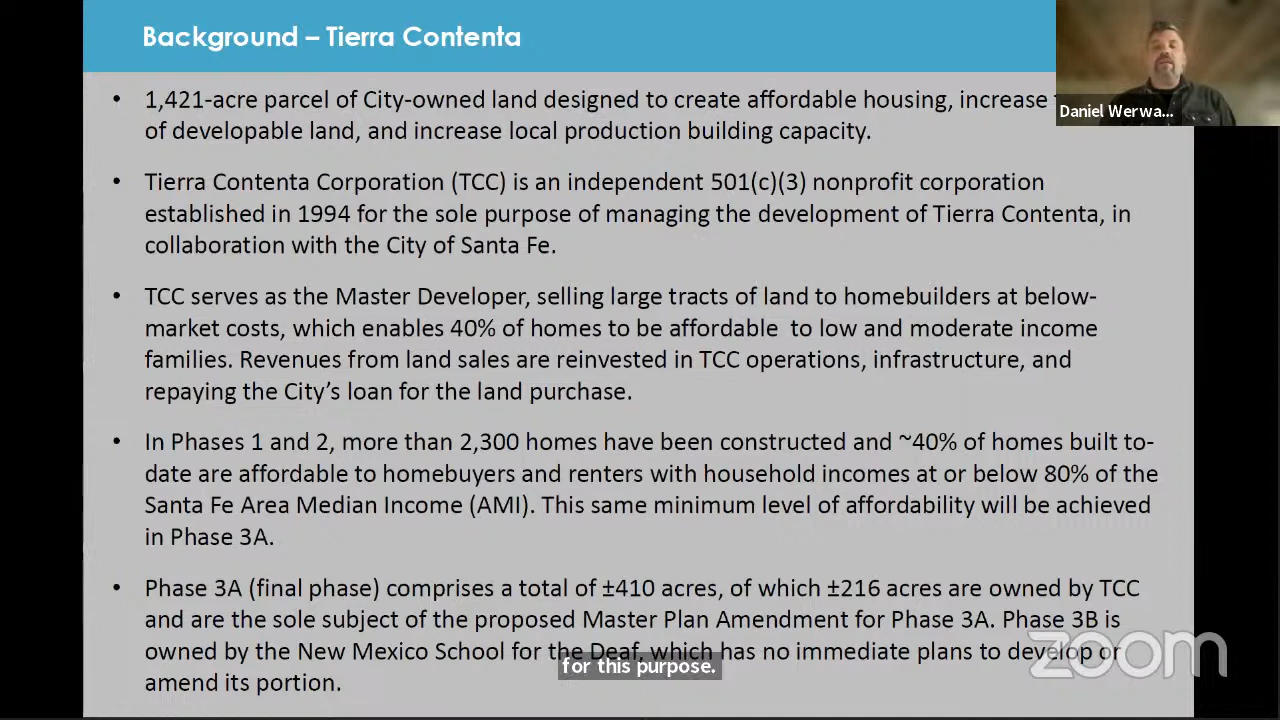 Background – Tierra Contenta
Daniel Werwa...
• 1,421-acre parcel of City-owned land designed to create affordable housing, increase
of developable land, and increase local production building capacity.
• Tierra Contenta Corporation (TCC) is an independent 501(c)(3) nonprofit corporation
established in 1994 for the sole purpose of managing the development of Tierra Contenta, in
collaboration with the City of Santa Fe.
• TCC serves as the Master Developer, selling large tracts of land to homebuilders at below-
market costs, which enables 40% of homes to be affordable to low and moderate income
families. Revenues from land sales are reinvested in TCC operations, infrastructure, and
repaying the City's loan for the land purchase.
• In Phases 1 and 2, more than 2,300 homes have been constructed and ~40% of homes built to-
date are affordable to homebuyers and renters with household incomes at or below 80% of the
Santa Fe Area Median Income (AMI). This same minimum level of affordability will be achieved
in Phase 3A.
• Phase 3A (final phase) comprises a total of ±410 acres, of which ±216 acres are owned by TCC
and are the sole subject of the proposed Master Plan Amendment for Phase 3A. Phase 3B is
owned by the New Mexico School for the Deaf, which has no immediate plans to develop or
amend its portion.
for this purpose.
zoom